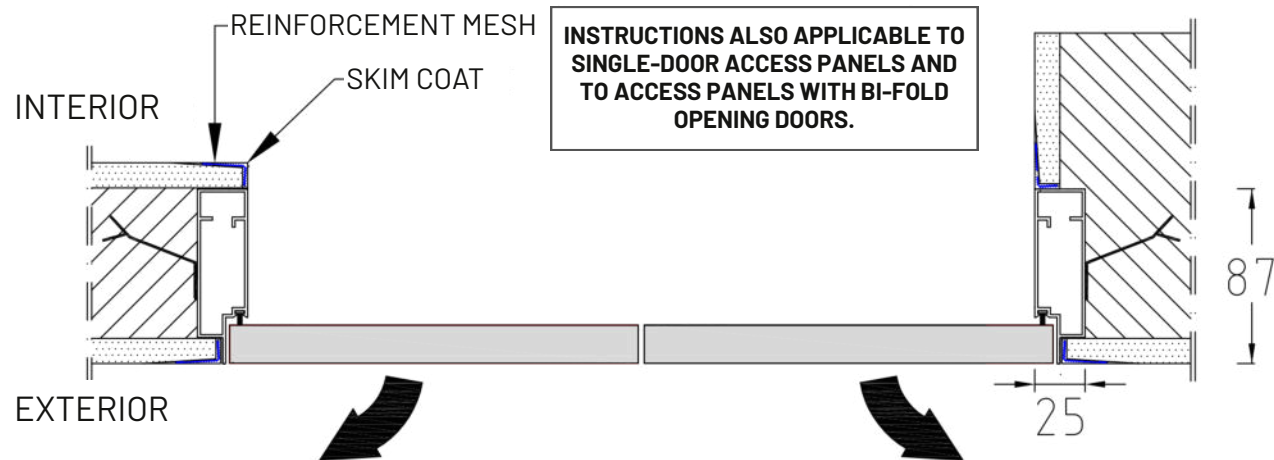 REINFORCEMENT MESH
SKIM COAT
INTERIOR
INSTRUCTIONS ALSO APPLICABLE TO
SINGLE-DOOR ACCESS PANELS AND
TO ACCESS PANELS WITH BI-FOLD
OPENING DOORS.
87
EXTERIOR
25